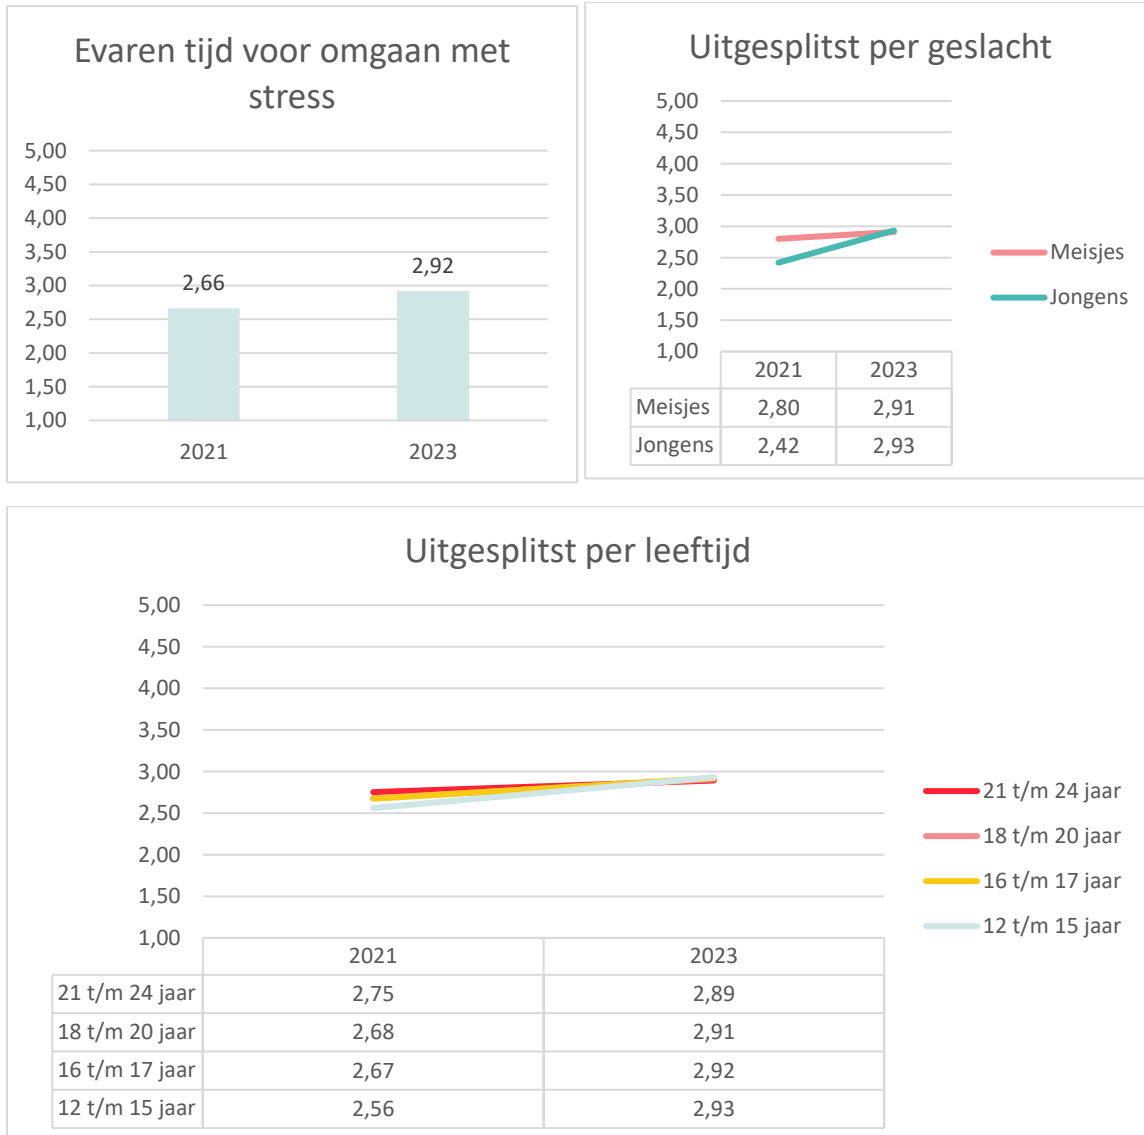 Evaren tijd voor omgaan met
stress
5,00
4,50
4,00
3,50
3,00
2,50
2,00
1,50
1,00
2,66
2,92
2021 2023
Uitgesplitst per geslacht
5,00
4,50
4,00
3,50
3,00
2,50
2,00
1,50
1,00
Meisjes
Jongens
2021 2023
Meisjes 2,80 2,91
Jongens 2,42 2,93
Uitgesplitst per leeftijd
5,00
4,50
4,00
3,50
3,00
2,50
2,00
1,50
1,00
21 t/m 24 jaar
18 t/m 20 jaar
16 t/m 17 jaar
12 t/m 15 jaar
2021 2023
21 t/m 24 jaar 2,75 2,89
18 t/m 20 jaar 2,68 2,91
16 t/m 17 jaar 2,67 2,92
12 t/m 15 jaar 2,56 2,93